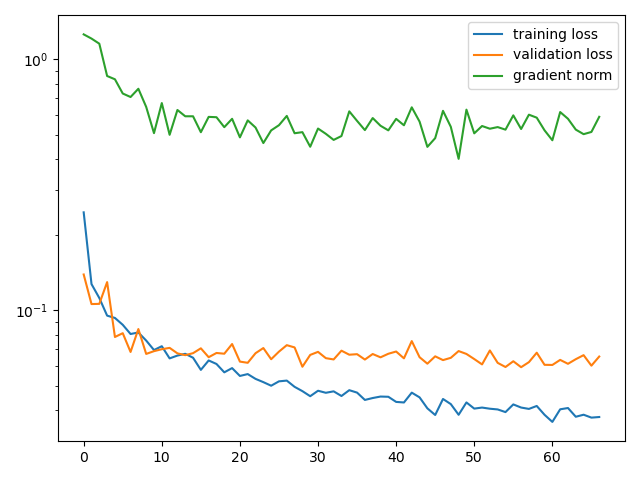 training loss
validation loss
gradient norm
10⁰
10⁻¹
0 10 20 30 40 50 60